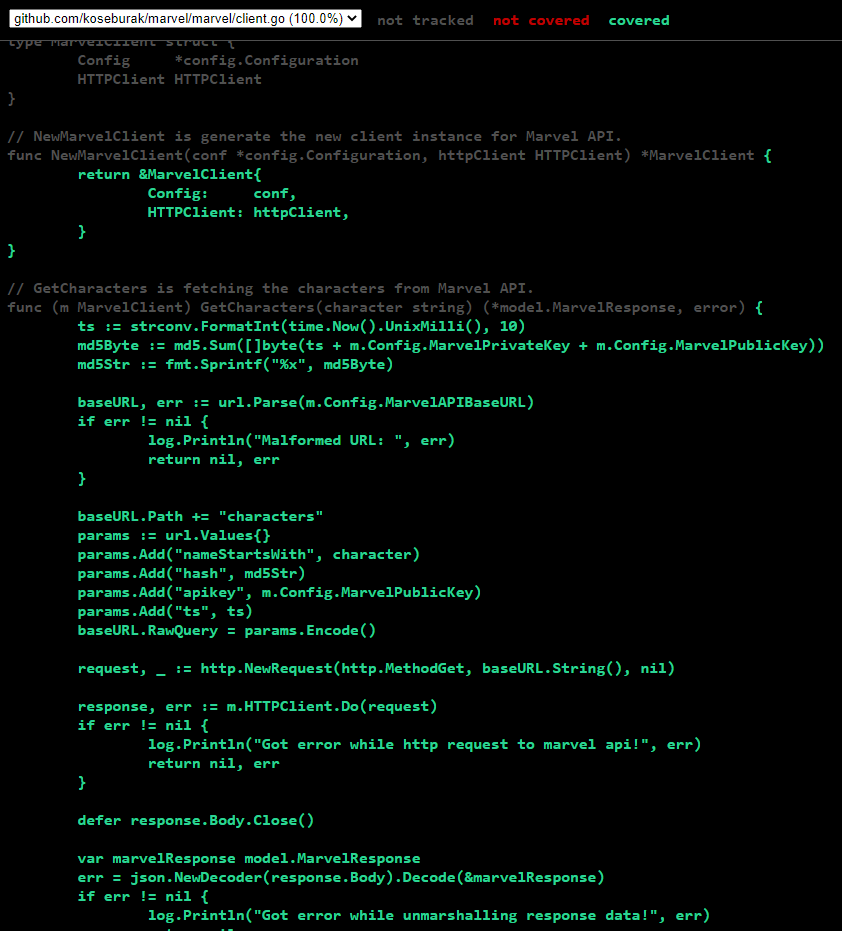 github.com/koseburak/marvel/marvel/client.go (100.0%) not tracked not covered covered
type MarvelClient struct {
        Config     *config.Configuration
        HTTPClient HTTPClient
}

// NewMarvelClient is generate the new client instance for Marvel API.
func NewMarvelClient(conf *config.Configuration, httpClient HTTPClient) *MarvelClient {
        return &MarvelClient{
                Config:     conf,
                HTTPClient: httpClient,
        }
}

// GetCharacters is fetching the characters from Marvel API.
func (m MarvelClient) GetCharacters(character string) (*model.MarvelResponse, error) {
        ts := strconv.FormatInt(time.Now().UnixMilli(), 10)
        md5Byte := md5.Sum([]byte(ts + m.Config.MarvelPrivateKey + m.Config.MarvelPublicKey))
        md5Str := fmt.Sprintf("%x", md5Byte)

        baseURL, err := url.Parse(m.Config.MarvelAPIBaseURL)
        if err != nil {
                log.Println("Malformed URL: ", err)
                return nil, err
        }

        baseURL.Path += "characters"
        params := url.Values{}
        params.Add("nameStartsWith", character)
        params.Add("hash", md5Str)
        params.Add("apikey", m.Config.MarvelPublicKey)
        params.Add("ts", ts)
        baseURL.RawQuery = params.Encode()

        request, _ := http.NewRequest(http.MethodGet, baseURL.String(), nil)

        response, err := m.HTTPClient.Do(request)
        if err != nil {
                log.Println("Got error while http request to marvel api!", err)
                return nil, err
        }

        defer response.Body.Close()

        var marvelResponse model.MarvelResponse
        err = json.NewDecoder(response.Body).Decode(&marvelResponse)
        if err != nil {
                log.Println("Got error while unmarshalling response data!", err)